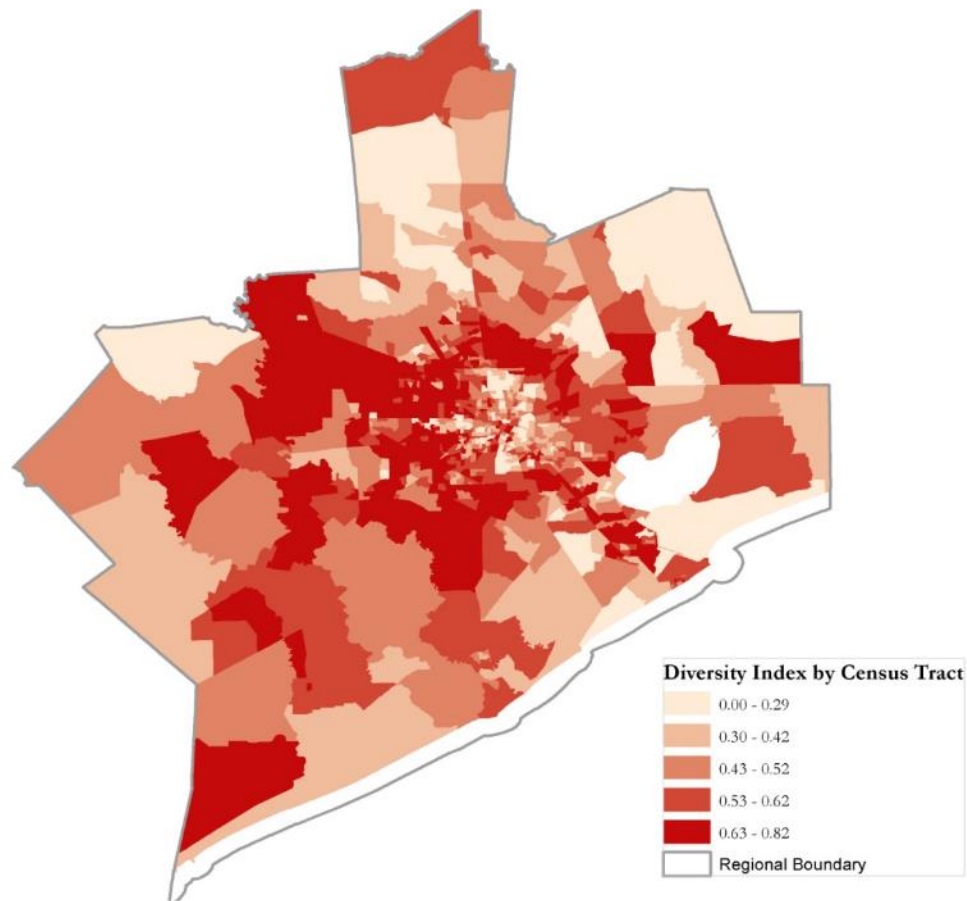 Diversity Index by Census Tract
0.00 - 0.29
0.30 - 0.42
0.43 - 0.52
0.53 - 0.62
0.63 - 0.82
Regional Boundary